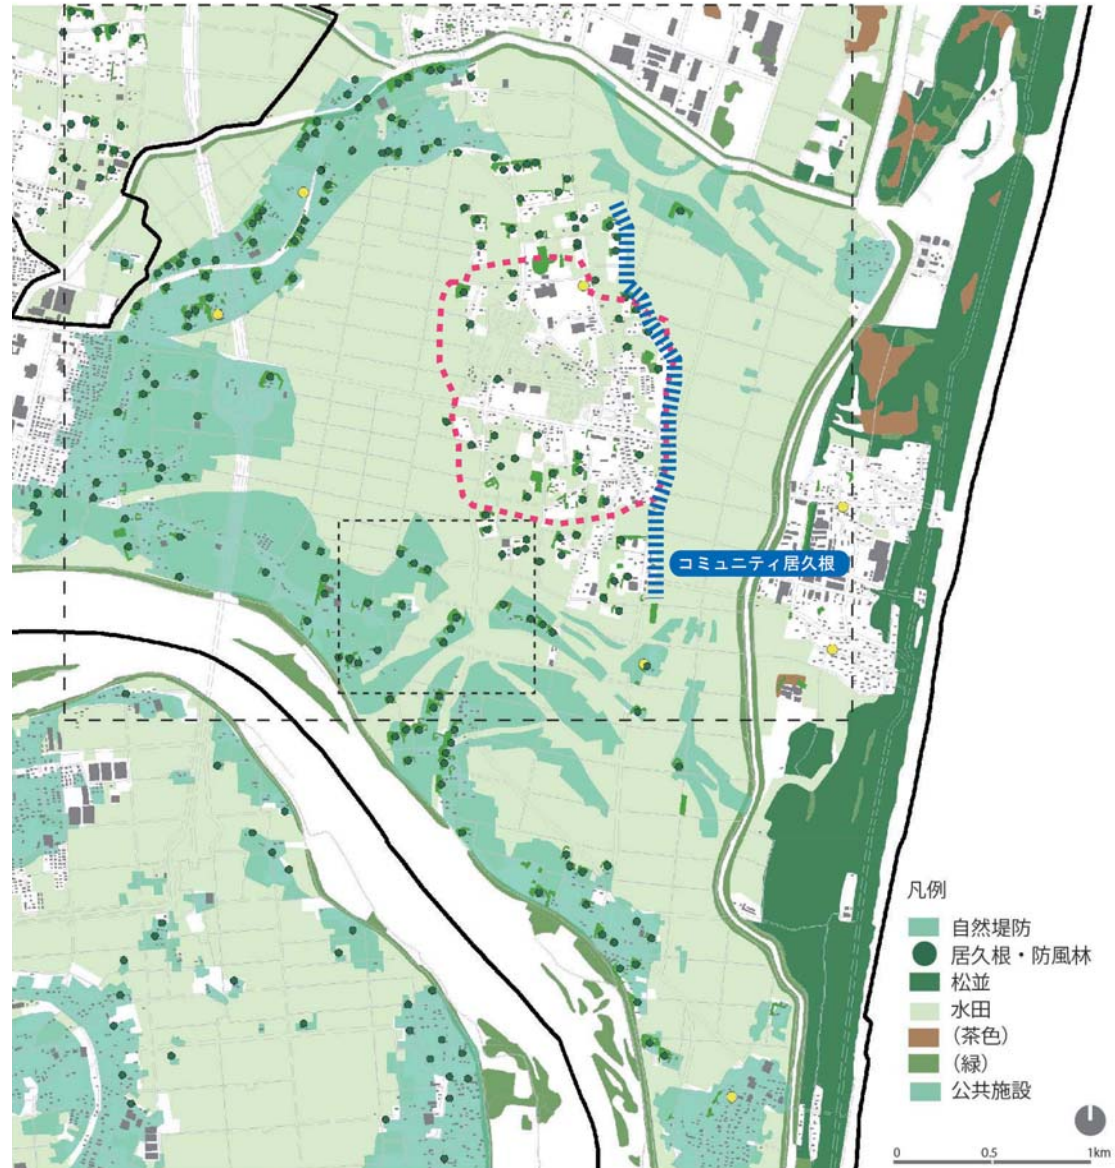 コミュニティ居久根
凡例
自然堤防
居久根・防風林
松並
水田
(茶色)
(緑)
公共施設
0 0.5 1km